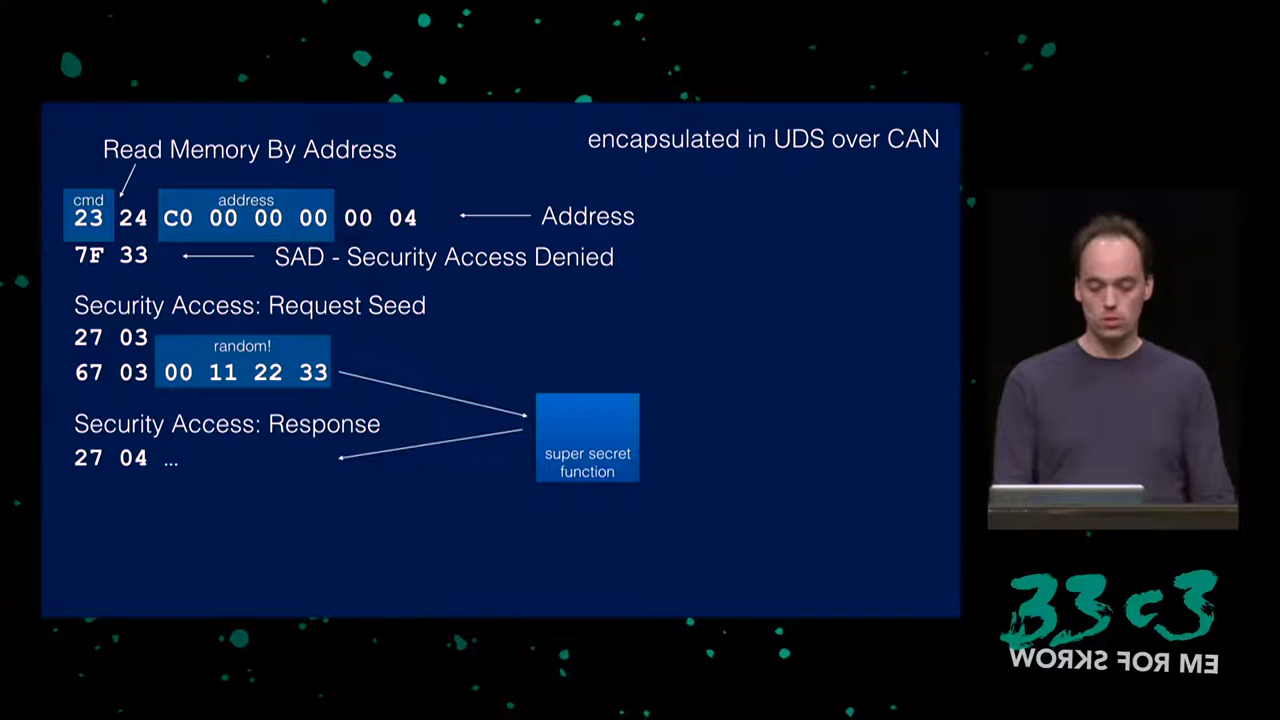 encapsulated in UDS over CAN
Read Memory By Address
cmd
address
23 24 C0 00 00 00 00 04
Address
7F 33
SAD - Security Access Denied
Security Access: Request Seed
27 03
random!
67 03 00 11 22 33
Security Access: Response
27 04 ...
super secret
function
33c3
WORKS FOR ME